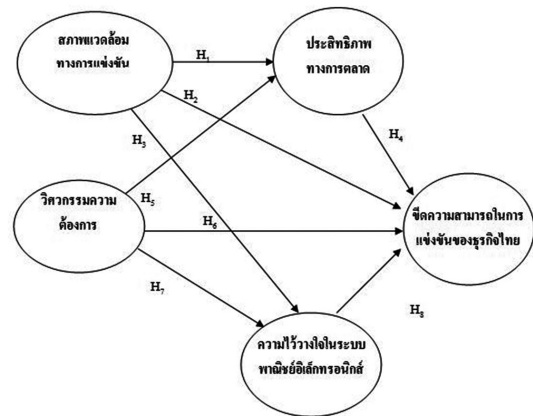 สภาพแวดล้อม
ทางการแข่งขัน
ประสิทธิภาพ
ทางการตลาด
H1
H2
H3
H4
วิศวกรรมความ
ต้องการ
H5
H6
ขีดความสามารถในการ
แข่งขันของธุรกิจไทย
H7
H8
ความไว้วางใจในระบบ
พาณิชย์อิเล็กทรอนิกส์